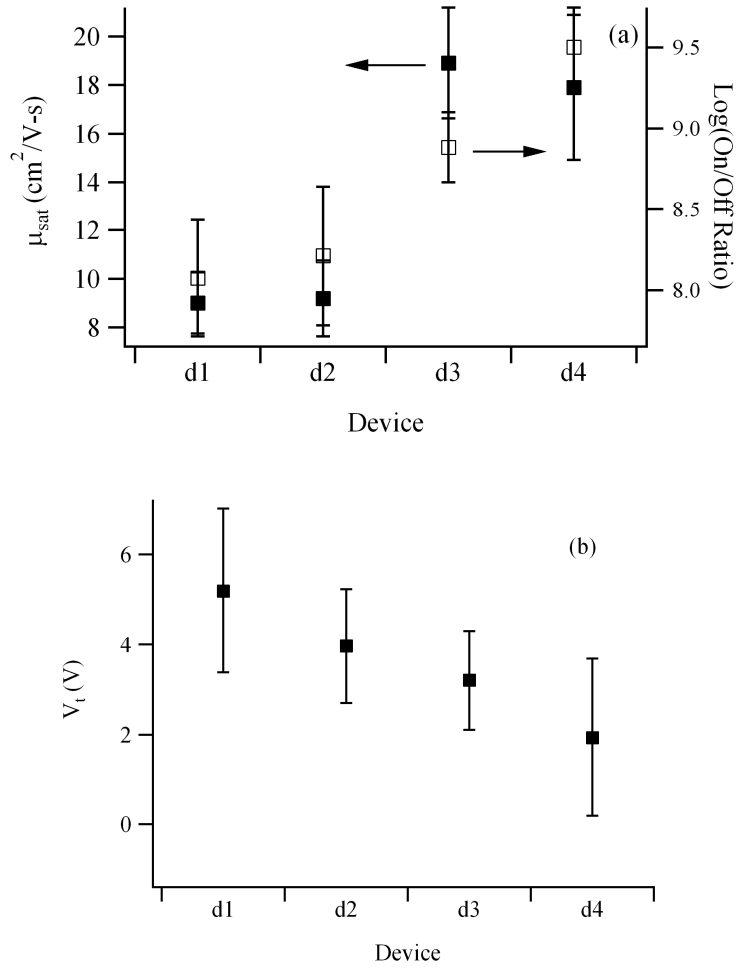 (a)
20
18
16
14
12
10
8
μsat (cm²/V-s)
9.5
9.0
8.5
8.0
Log(On/Off Ratio)
d1 d2 d3 d4
Device
(b)
6
4
2
0
Vt (V)
d1 d2 d3 d4
Device